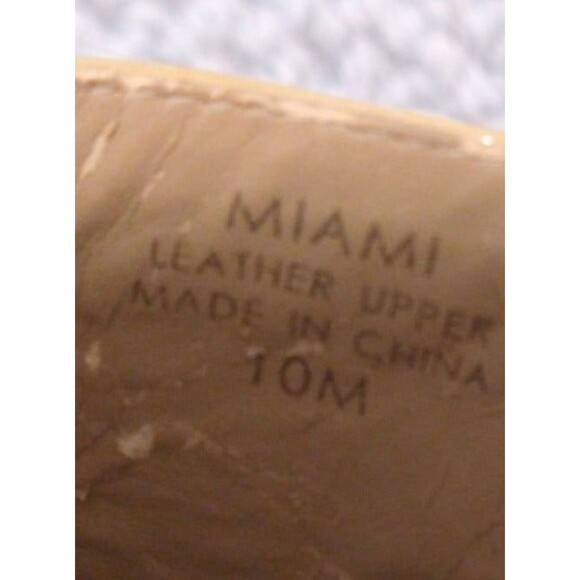 MIAMI
LEATHER UPPER
MADE IN CHINA
10M